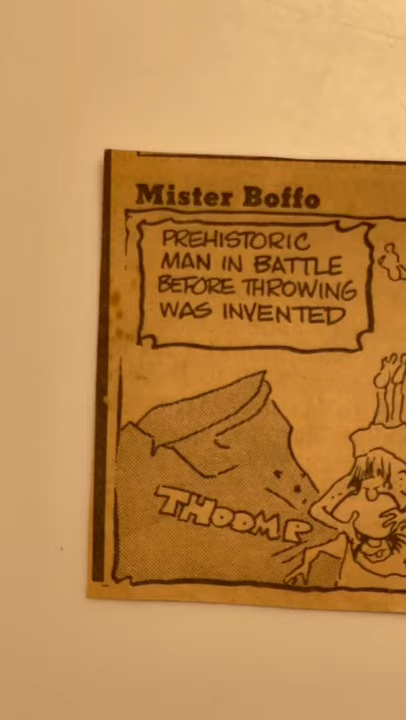 Mister Boffo
PREHISTORIC
MAN IN BATTLE
BEFORE THROWING
WAS INVENTED
THOOMP